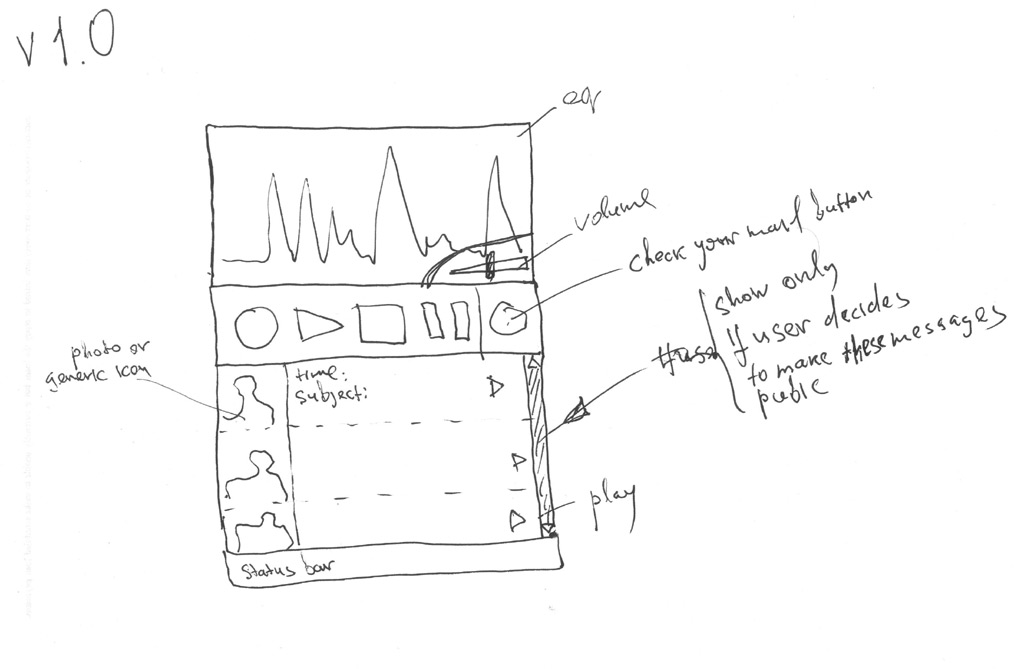 v 1.0
eq
volume
check your mail button
show only
if user decides
to make these messages
public
photo or
generic icon
time:
subject:
play
status bar